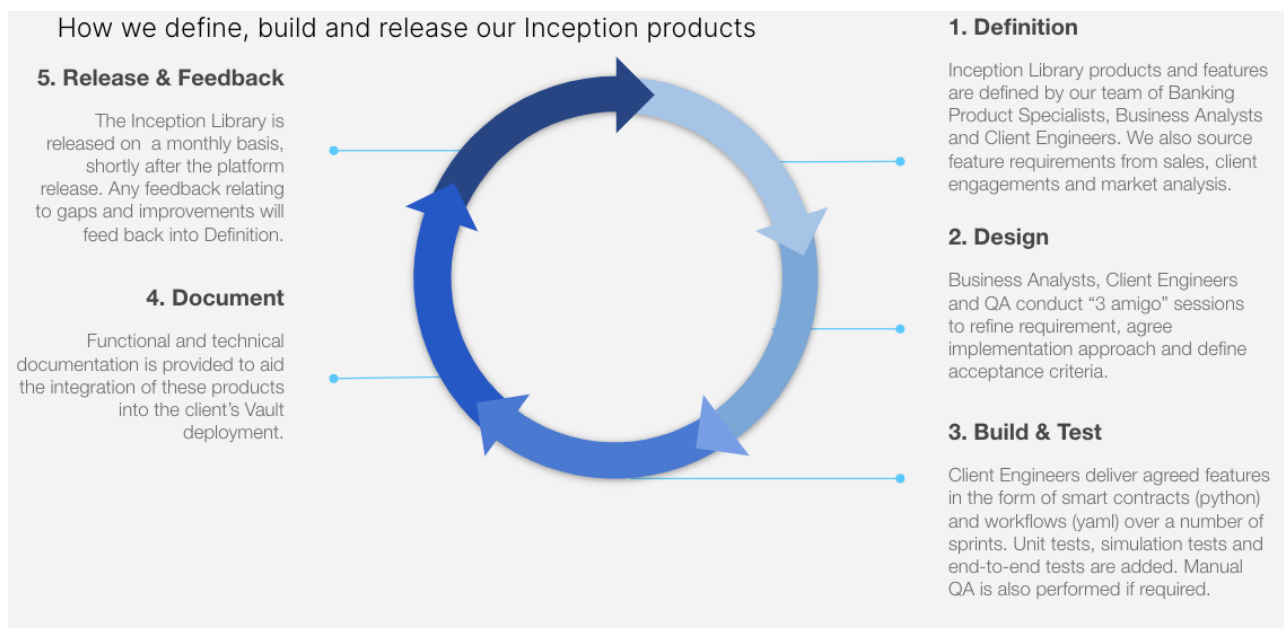 How we define, build and release our Inception products
1. Definition
Inception Library products and features
are defined by our team of Banking
Product Specialists, Business Analysts
and Client Engineers. We also source
feature requirements from sales, client
engagements and market analysis.
2. Design
Business Analysts, Client Engineers
and QA conduct “3 amigo” sessions
to refine requirement, agree
implementation approach and define
acceptance criteria.
3. Build & Test
Client Engineers deliver agreed features
in the form of smart contracts (python)
and workflows (yaml) over a number of
sprints. Unit tests, simulation tests and
end-to-end tests are added. Manual
QA is also performed if required.
4. Document
Functional and technical
documentation is provided to aid
the integration of these products
into the client’s Vault
deployment.
5. Release & Feedback
The Inception Library is
released on a monthly basis,
shortly after the platform
release. Any feedback relating
to gaps and improvements will
feed back into Definition.